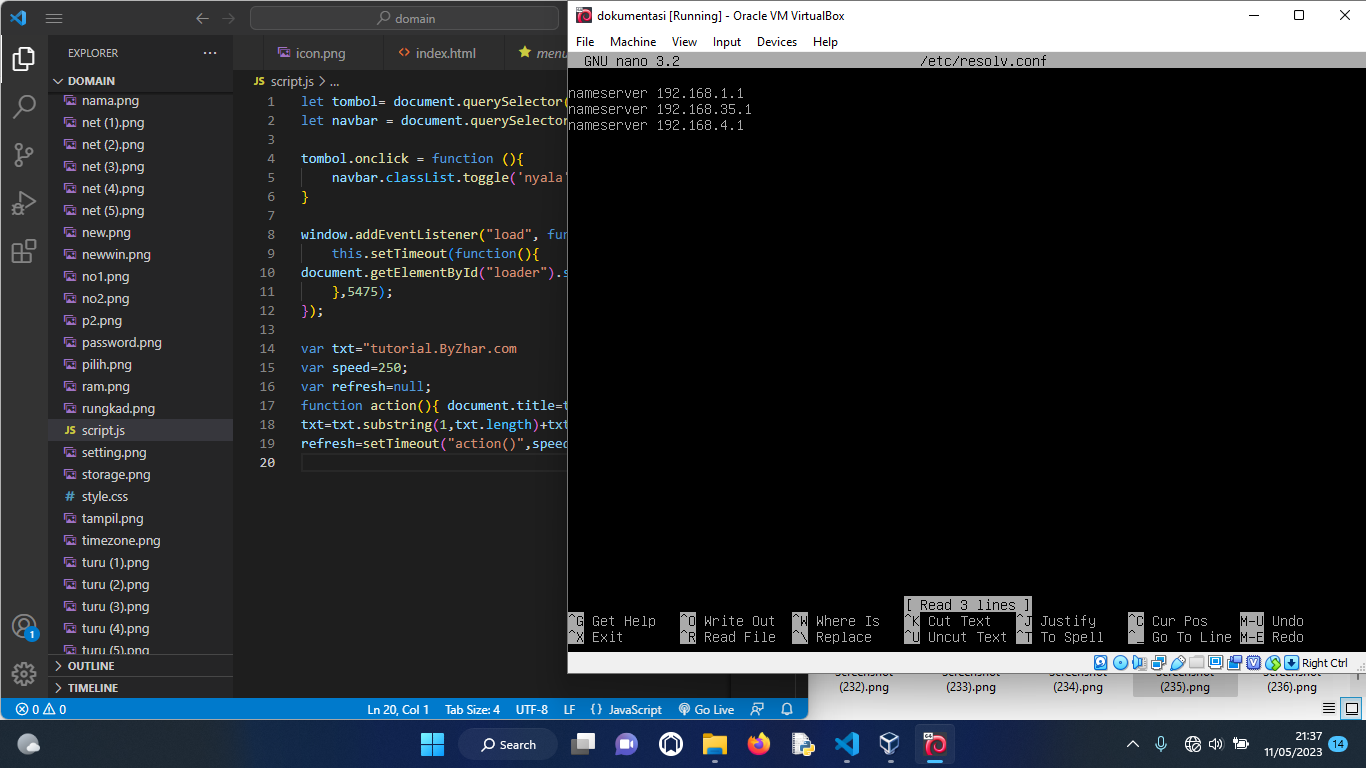 domain
EXPLORER
DOMAIN
nama.png
net (1).png
net (2).png
net (3).png
net (4).png
net (5).png
new.png
newwin.png
no1.png
no2.png
p2.png
password.png
pilih.png
ram.png
rungkad.png
JS script.js
setting.png
storage.png
# style.css
tampil.png
timezone.png
turu (1).png
turu (2).png
turu (3).png
turu (4).png
turu (5).png
OUTLINE
TIMELINE
1
icon.png
<> index.html
menu
JS script.js > ...
1 let tombol= document.querySelector(
2 let navbar = document.querySelector
3
4 tombol.onclick = function (){
5 navbar.classList.toggle('nyala'
6 }
7
8 window.addEventListener("load", fun
9 this.setTimeout(function(){
10 document.getElementById("loader").s
11 },5475);
12 });
13
14 var txt="tutorial.ByZhar.com
15 var speed=250;
16 var refresh=null;
17 function action(){ document.title=t
18 txt=txt.substring(1,txt.length)+txt
19 refresh=setTimeout("action()",speed
20
0 0
Ln 20, Col 1 Tab Size: 4 UTF-8 LF {} JavaScript Go Live
dokumentasi [Running] - Oracle VM VirtualBox
File Machine View Input Devices Help
GNU nano 3.2 /etc/resolv.conf
nameserver 192.168.1.1
nameserver 192.168.35.1
nameserver 192.168.4.1
[ Read 3 lines ]
^G Get Help ^O Write Out ^W Where Is ^K Cut Text ^J Justify ^C Cur Pos M-U Undo
^X Exit ^R Read File ^\ Replace ^U Uncut Text ^T To Spell ^_ Go To Line M-E Redo
Right Ctrl
Screenshot Screenshot Screenshot Screenshot Screenshot
(232).png (233).png (234).png (235).png (236).png
Search
21:37
11/05/2023
14